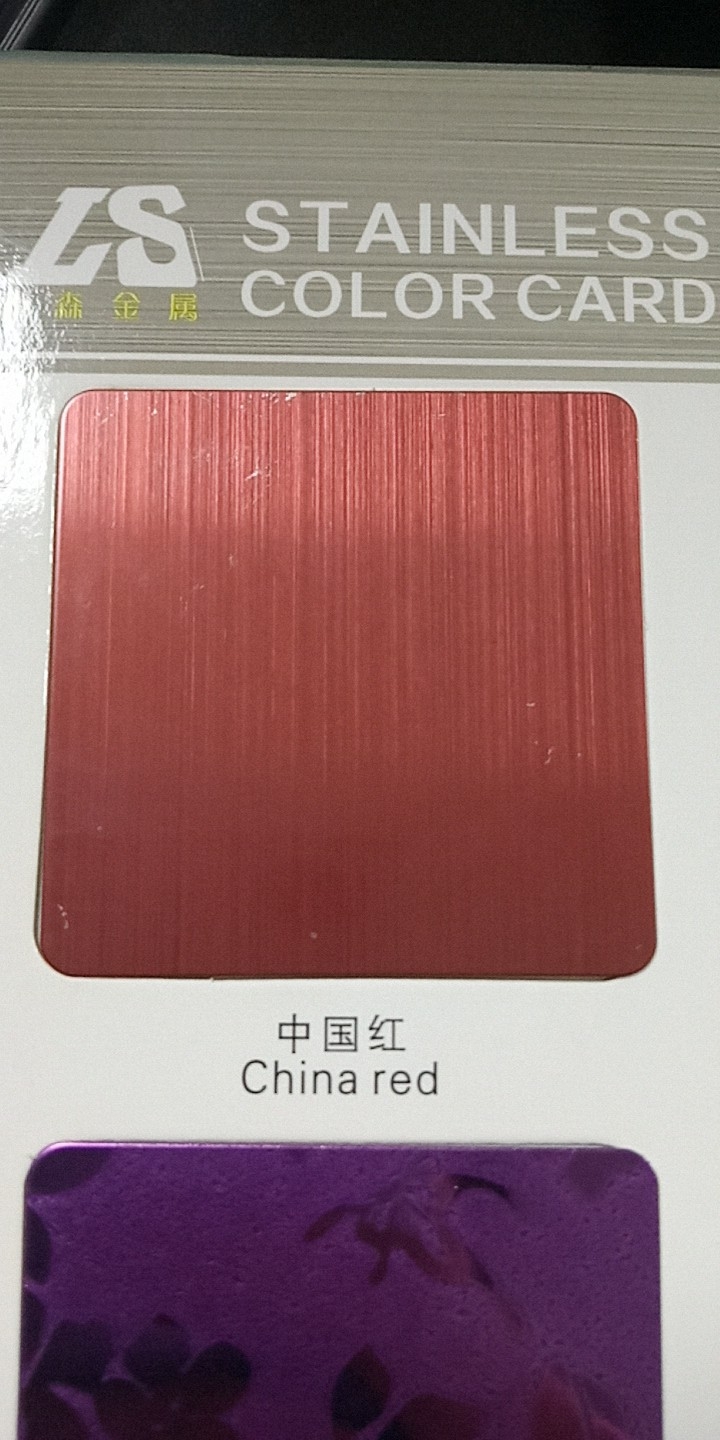 LS
森金属
STAINLESS
COLOR CARD
中国红
China red